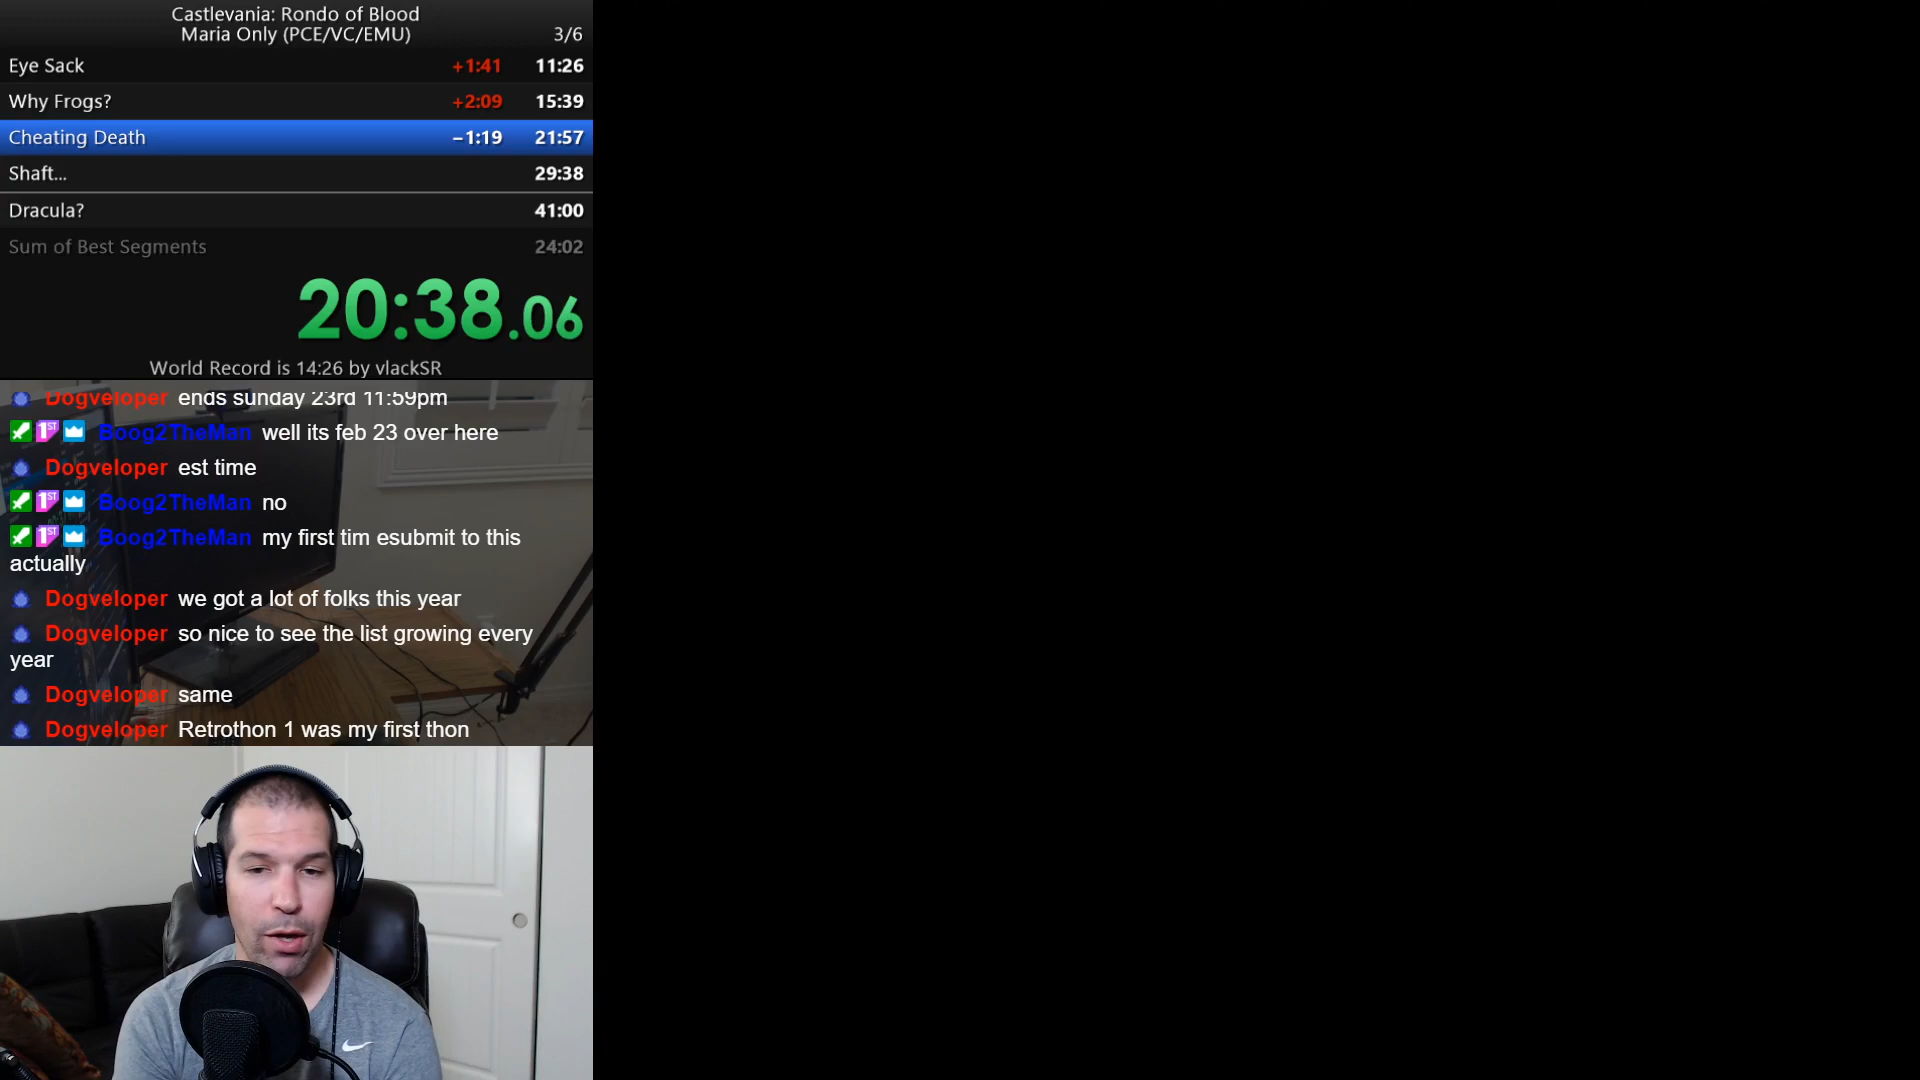 Castlevania: Rondo of Blood
Maria Only (PCE/VC/EMU) 3/6
Eye Sack +1:41 11:26
Why Frogs? +2:09 15:39
Cheating Death −1:19 21:57
Shaft... 29:38
Dracula? 41:00
Sum of Best Segments 24:02
20:38.06
World Record is 14:26 by vlackSR
Dogveloper ends sunday 23rd 11:59pm
1ST Boog2TheMan well its feb 23 over here
Dogveloper est time
1ST Boog2TheMan no
1ST Boog2TheMan my first tim esubmit to this
actually
Dogveloper we got a lot of folks this year
Dogveloper so nice to see the list growing every
year
Dogveloper same
Dogveloper Retrothon 1 was my first thon